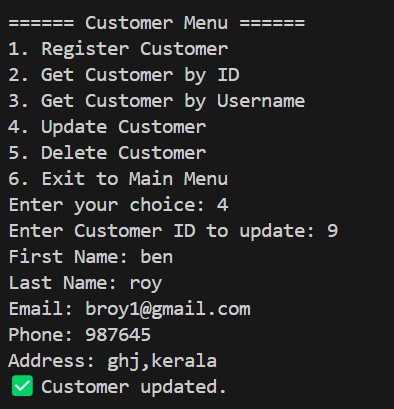 ====== Customer Menu ======
1. Register Customer
2. Get Customer by ID
3. Get Customer by Username
4. Update Customer
5. Delete Customer
6. Exit to Main Menu
Enter your choice: 4
Enter Customer ID to update: 9
First Name: ben
Last Name: roy
Email: broy1@gmail.com
Phone: 987645
Address: ghj,kerala
✅ Customer updated.